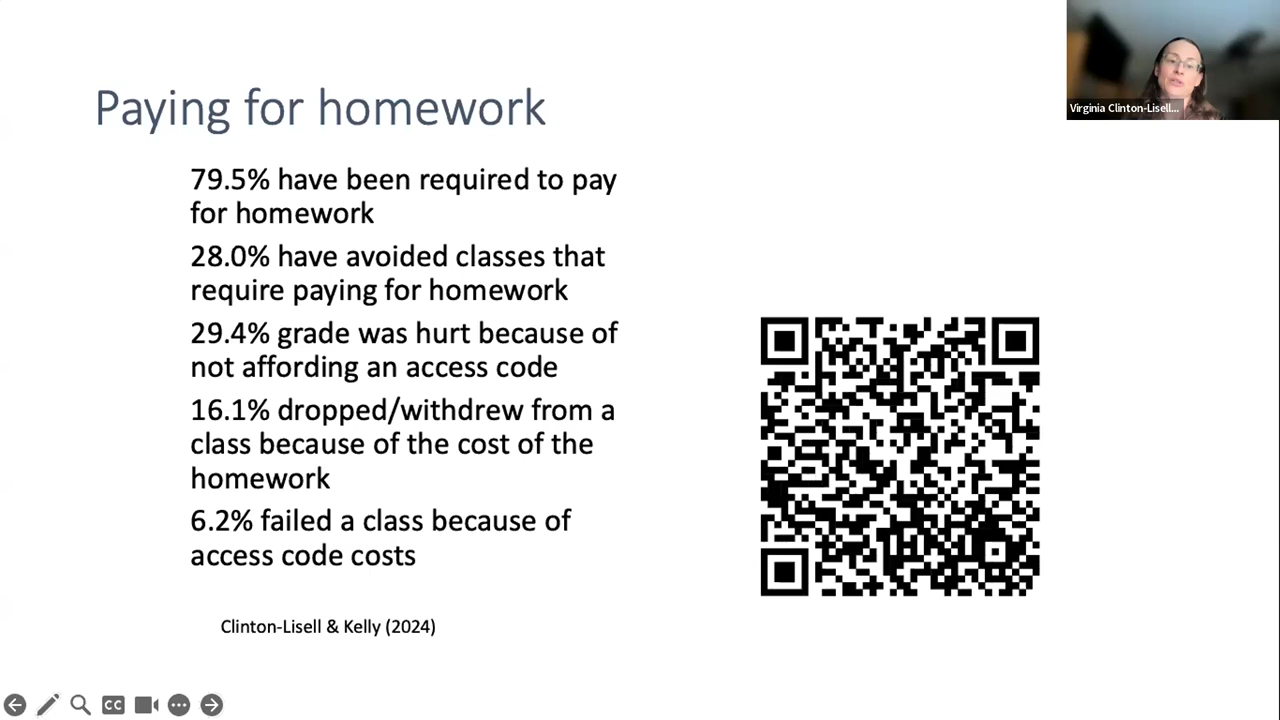 Paying for homework
79.5% have been required to pay
for homework
28.0% have avoided classes that
require paying for homework
29.4% grade was hurt because of
not affording an access code
16.1% dropped/withdrew from a
class because of the cost of the
homework
6.2% failed a class because of
access code costs
Clinton-Lisell & Kelly (2024)
Virginia Clinton-Lisell...
CC